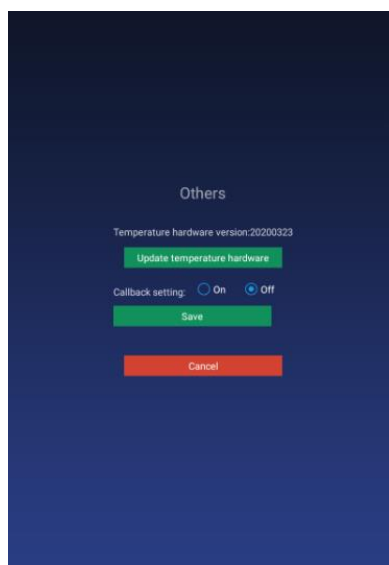 Others
Temperature hardware version:20200323
Update temperature hardware
Callback setting: On Off
Save
Cancel